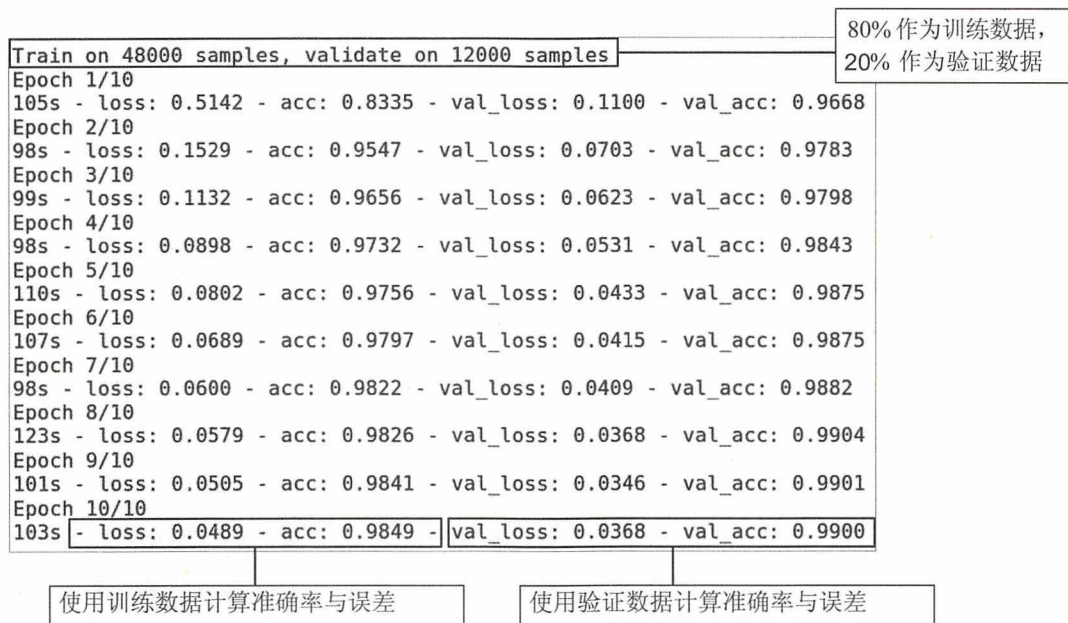 80%作为训练数据，
20% 作为验证数据
Train on 48000 samples, validate on 12000 samples
Epoch 1/10
105s - loss: 0.5142 - acc: 0.8335 - val_loss: 0.1100 - val_acc: 0.9668
Epoch 2/10
98s - loss: 0.1529 - acc: 0.9547 - val_loss: 0.0703 - val_acc: 0.9783
Epoch 3/10
99s - loss: 0.1132 - acc: 0.9656 - val_loss: 0.0623 - val_acc: 0.9798
Epoch 4/10
98s - loss: 0.0898 - acc: 0.9732 - val_loss: 0.0531 - val_acc: 0.9843
Epoch 5/10
110s - loss: 0.0802 - acc: 0.9756 - val_loss: 0.0433 - val_acc: 0.9875
Epoch 6/10
107s - loss: 0.0689 - acc: 0.9797 - val_loss: 0.0415 - val_acc: 0.9875
Epoch 7/10
98s - loss: 0.0600 - acc: 0.9822 - val_loss: 0.0409 - val_acc: 0.9882
Epoch 8/10
123s - loss: 0.0579 - acc: 0.9826 - val_loss: 0.0368 - val_acc: 0.9904
Epoch 9/10
101s - loss: 0.0505 - acc: 0.9841 - val_loss: 0.0346 - val_acc: 0.9901
Epoch 10/10
103s - loss: 0.0489 - acc: 0.9849 - val_loss: 0.0368 - val_acc: 0.9900
使用训练数据计算准确率与误差
使用验证数据计算准确率与误差